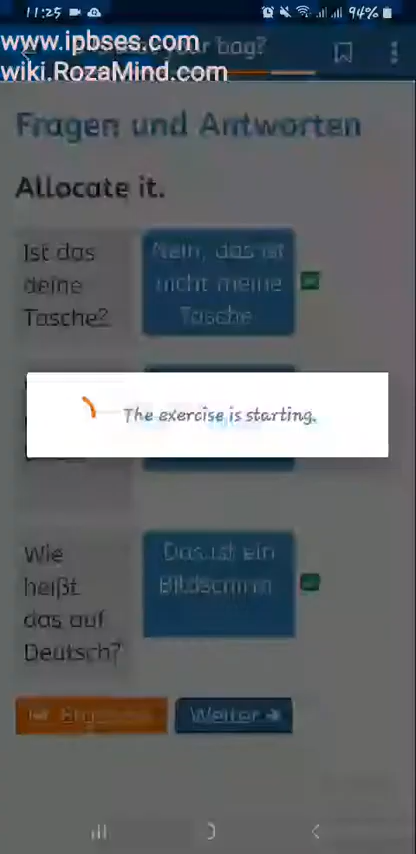 11:25
94%
your bag?
www.ipbses.com
wiki.RozaMind.com
Fragen und Antworten
Allocate it.
Ist das
deine
Tasche?
Nein, das ist
nicht meine
Tasche
The exercise is starting.
Wie
heißt
das auf
Deutsch?
Das ist ein
Bildschirm
Weiter →